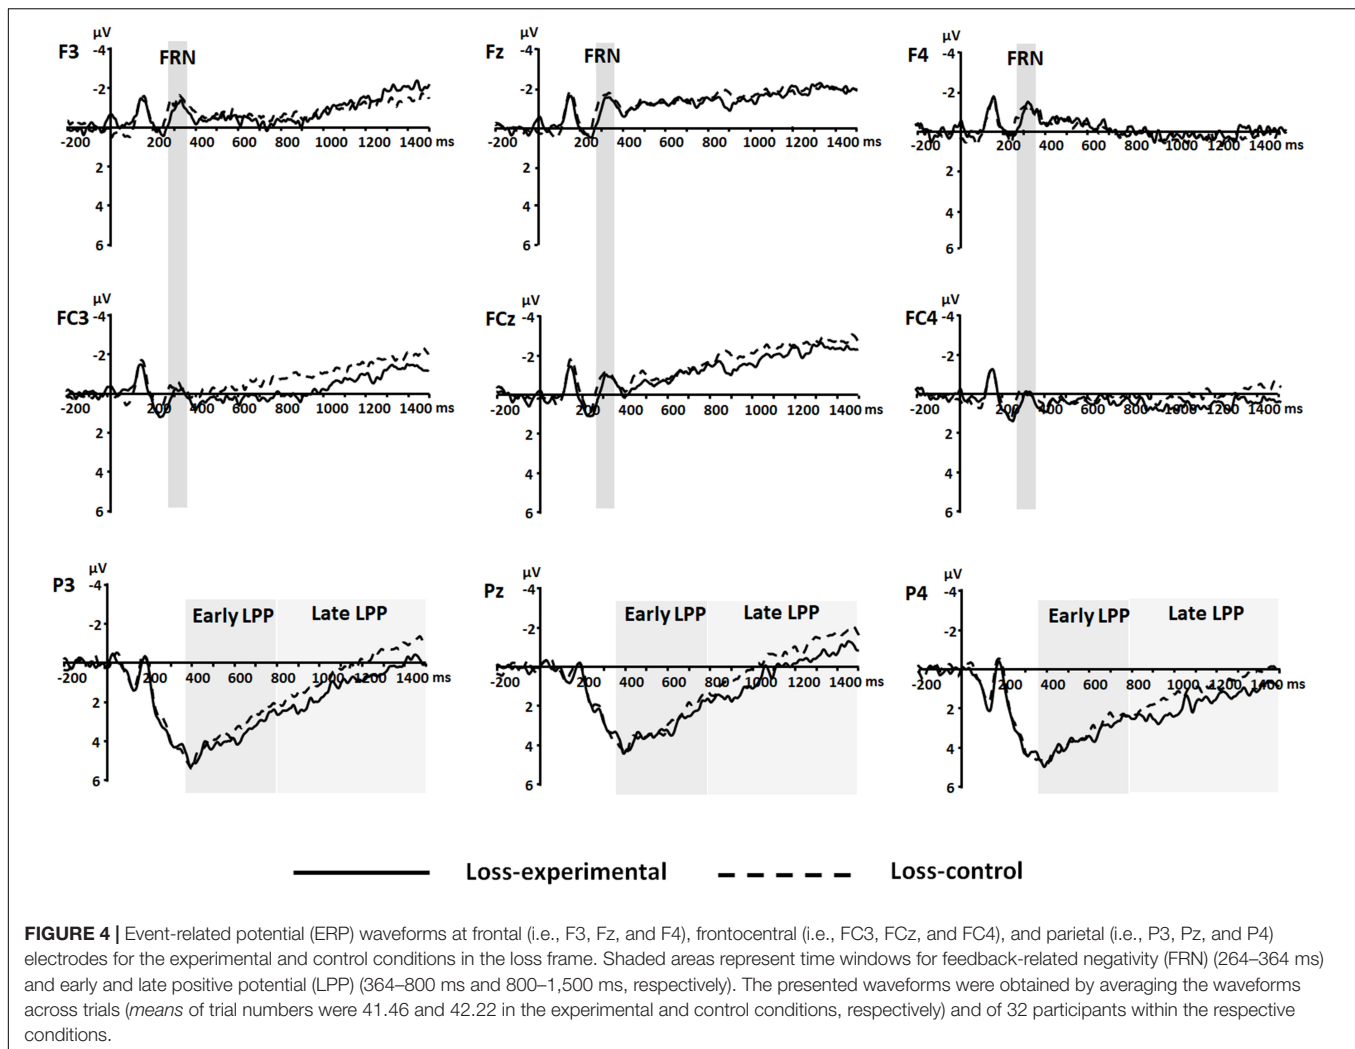 μV
F3
-4
FRN
-2
-200
200
400
600
800
1000
1200
1400 ms
2
4
6
μV
Fz
-4
FRN
-2
-200
200
400
600
800
1000
1200
1400 ms
2
4
6
μV
F4
-4
FRN
-2
-200
200
400
600
800
1000
1200
1400 ms
2
4
6
μV
FC3
-4
-2
-200
200
400
600
800
1000
1200
1400 ms
2
4
6
μV
FCz
-4
-2
-200
200
400
600
800
1000
1200
1400 ms
2
4
6
μV
FC4
-4
-2
-200
200
400
600
800
1000
1200
1400 ms
2
4
6
μV
P3
-4
Early LPP
Late LPP
-2
-200
200
400
600
800
1000
1200
1400 ms
2
4
6
μV
Pz
-4
Early LPP
Late LPP
-2
-200
200
400
600
800
1000
1200
1400 ms
2
4
6
μV
P4
-4
Early LPP
Late LPP
-2
-200
200
400
600
800
1000
1200
1400 ms
2
4
6
Loss-experimental
Loss-control
FIGURE 4 | Event-related potential (ERP) waveforms at frontal (i.e., F3, Fz, and F4), frontocentral (i.e., FC3, FCz, and FC4), and parietal (i.e., P3, Pz, and P4)
electrodes for the experimental and control conditions in the loss frame. Shaded areas represent time windows for feedback-related negativity (FRN) (264–364 ms)
and early and late positive potential (LPP) (364–800 ms and 800–1,500 ms, respectively). The presented waveforms were obtained by averaging the waveforms
across trials (means of trial numbers were 41.46 and 42.22 in the experimental and control conditions, respectively) and of 32 participants within the respective
conditions.